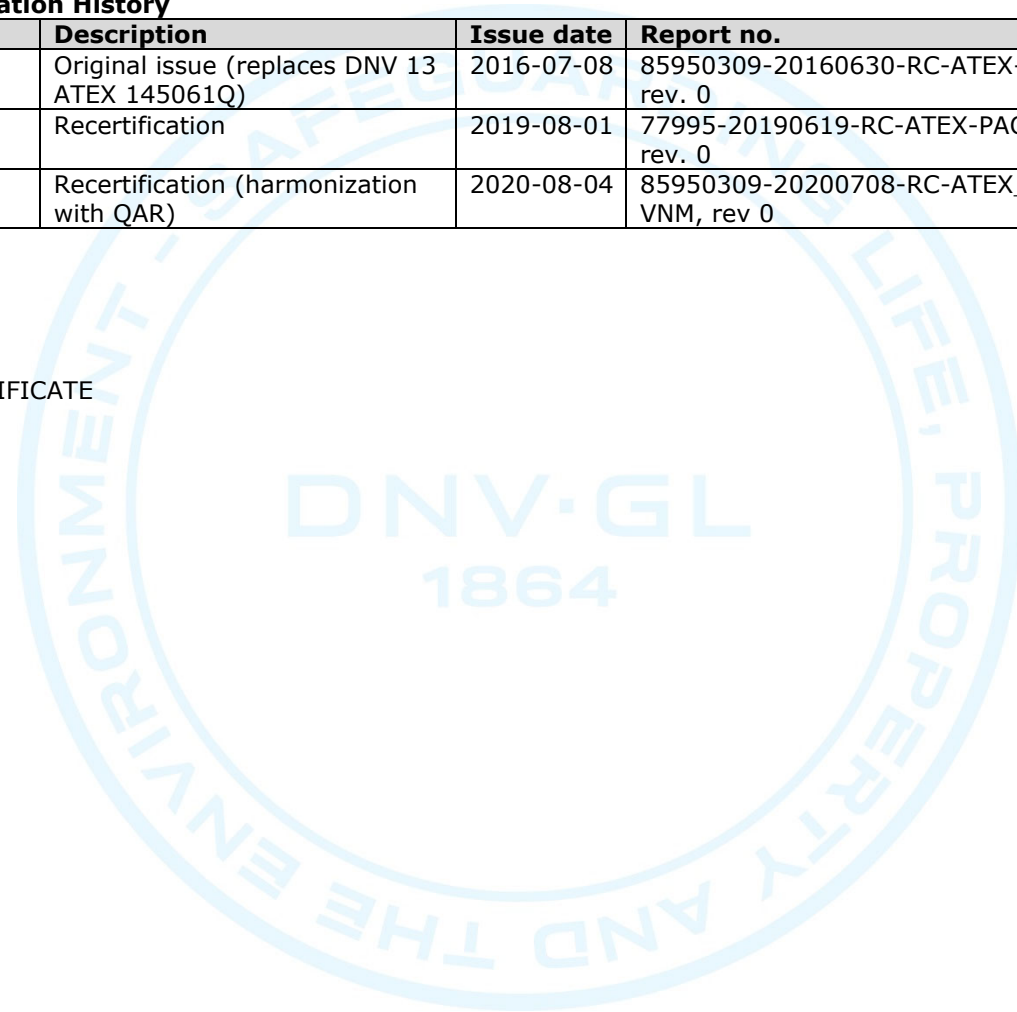 ation History
Description Issue date Report no.
Original issue (replaces DNV 13 2016-07-08 85950309-20160630-RC-ATEX-
ATEX 145061Q) rev. 0
Recertification 2019-08-01 77995-20190619-RC-ATEX-PAC
rev. 0
Recertification (harmonization 2020-08-04 85950309-20200708-RC-ATEX_
with QAR) VNM, rev 0
IFICATE
SAFEGUARDING LIFE, PROPERTY AND THE ENVIRONMENT -
DNV·GL
1864